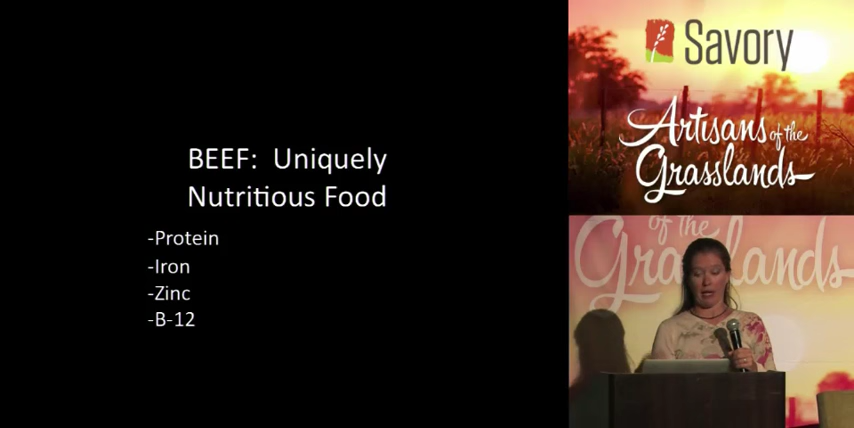 BEEF: Uniquely
Nutritious Food
-Protein
-Iron
-Zinc
-B-12
Savory
Artisans of the
Grasslands
of the
Grasslands